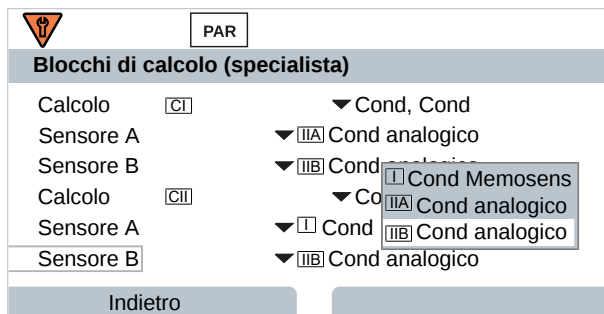 PAR
Blocchi di calcolo (specialista)
Calcolo CI Cond, Cond
Sensore A IIA Cond analogico
Sensore B IIB Cond
Calcolo CII Co
Sensore A I Cond
Sensore B IIB Cond analogico
I Cond Memosens
IIA Cond analogico
IIB Cond analogico
Indietro